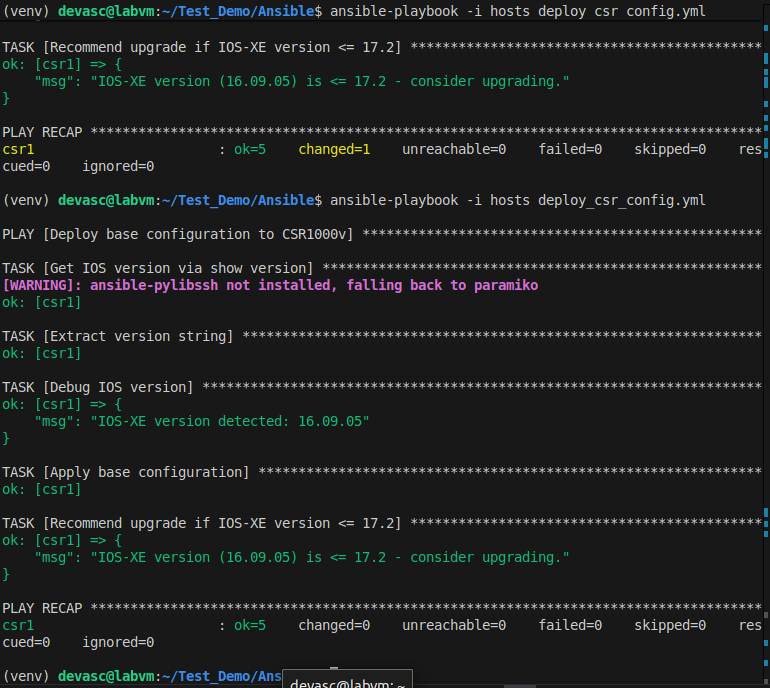 (venv) devasc@labvm:~/Test_Demo/Ansible$ ansible-playbook -i hosts deploy csr config.yml
TASK [Recommend upgrade if IOS-XE version <= 17.2] ********************************************
ok: [csr1] => {
    "msg": "IOS-XE version (16.09.05) is <= 17.2 - consider upgrading."
}
PLAY RECAP ************************************************************************************
csr1                       : ok=5    changed=1    unreachable=0    failed=0    skipped=0    res
cued=0    ignored=0
(venv) devasc@labvm:~/Test_Demo/Ansible$ ansible-playbook -i hosts deploy_csr_config.yml
PLAY [Deploy base configuration to CSR1000v] **************************************************
TASK [Get IOS version via show version] *******************************************************
[WARNING]: ansible-pylibssh not installed, falling back to paramiko
ok: [csr1]
TASK [Extract version string] *****************************************************************
ok: [csr1]
TASK [Debug IOS version] **********************************************************************
ok: [csr1] => {
    "msg": "IOS-XE version detected: 16.09.05"
}
TASK [Apply base configuration] ***************************************************************
ok: [csr1]
TASK [Recommend upgrade if IOS-XE version <= 17.2] ********************************************
ok: [csr1] => {
    "msg": "IOS-XE version (16.09.05) is <= 17.2 - consider upgrading."
}
PLAY RECAP ************************************************************************************
csr1                       : ok=5    changed=0    unreachable=0    failed=0    skipped=0    res
cued=0    ignored=0
(venv) devasc@labvm:~/Test_Demo/Ans
devasc@labvm: ~